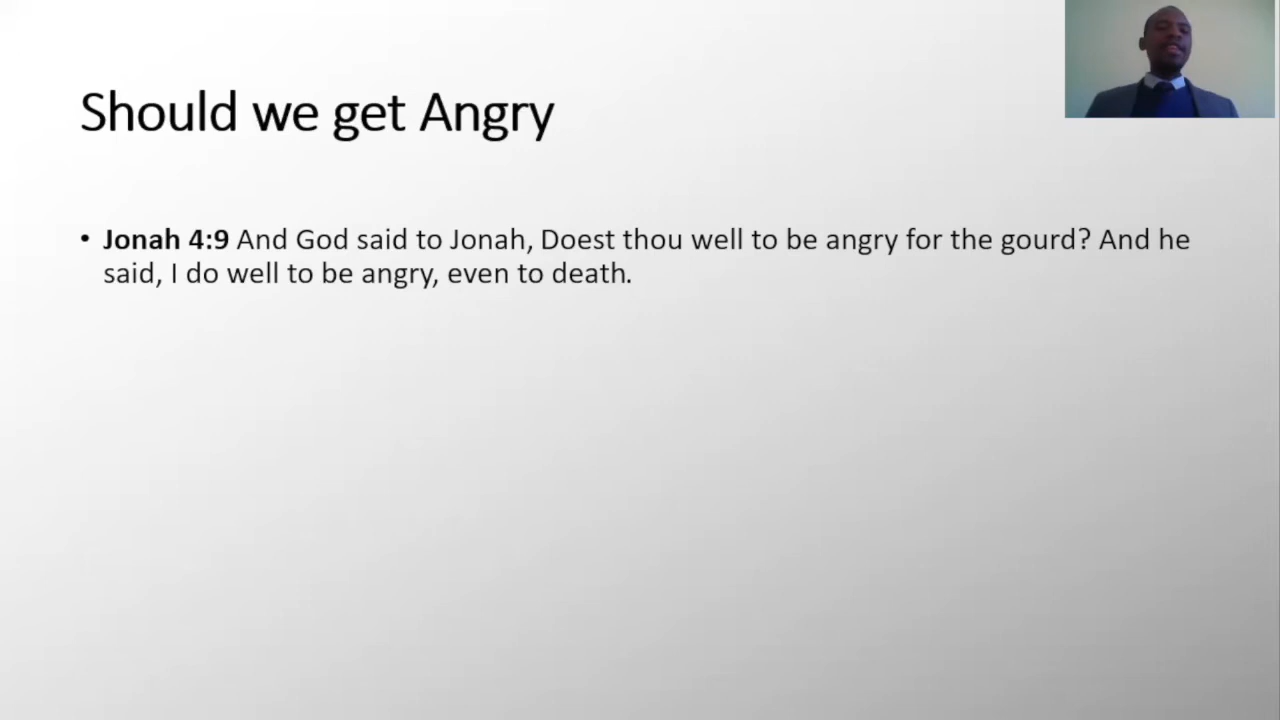 Should we get Angry
• Jonah 4:9 And God said to Jonah, Doest thou well to be angry for the gourd? And he
said, I do well to be angry, even to death.